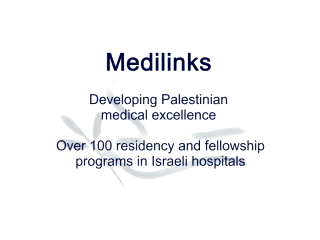 Medilinks
Developing Palestinian
medical excellence
Over 100 residency and fellowship
programs in Israeli hospitals